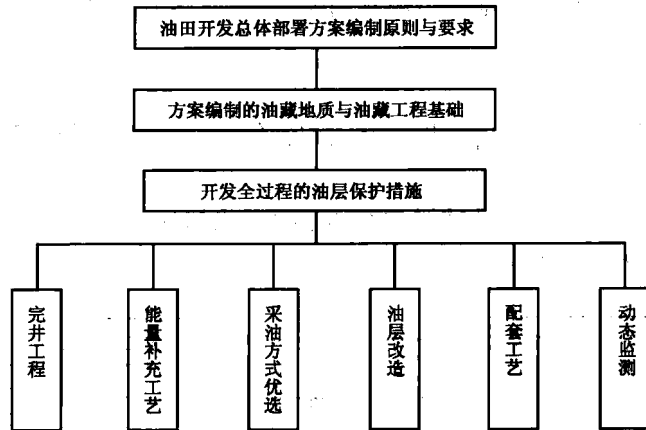 油田开发总体部署方案编制原则与要求
方案编制的油藏地质与油藏工程基础
开发全过程的油层保护措施
完井工程
能量补充工艺
采油方式优选
油层改造
配套工艺
动态监测